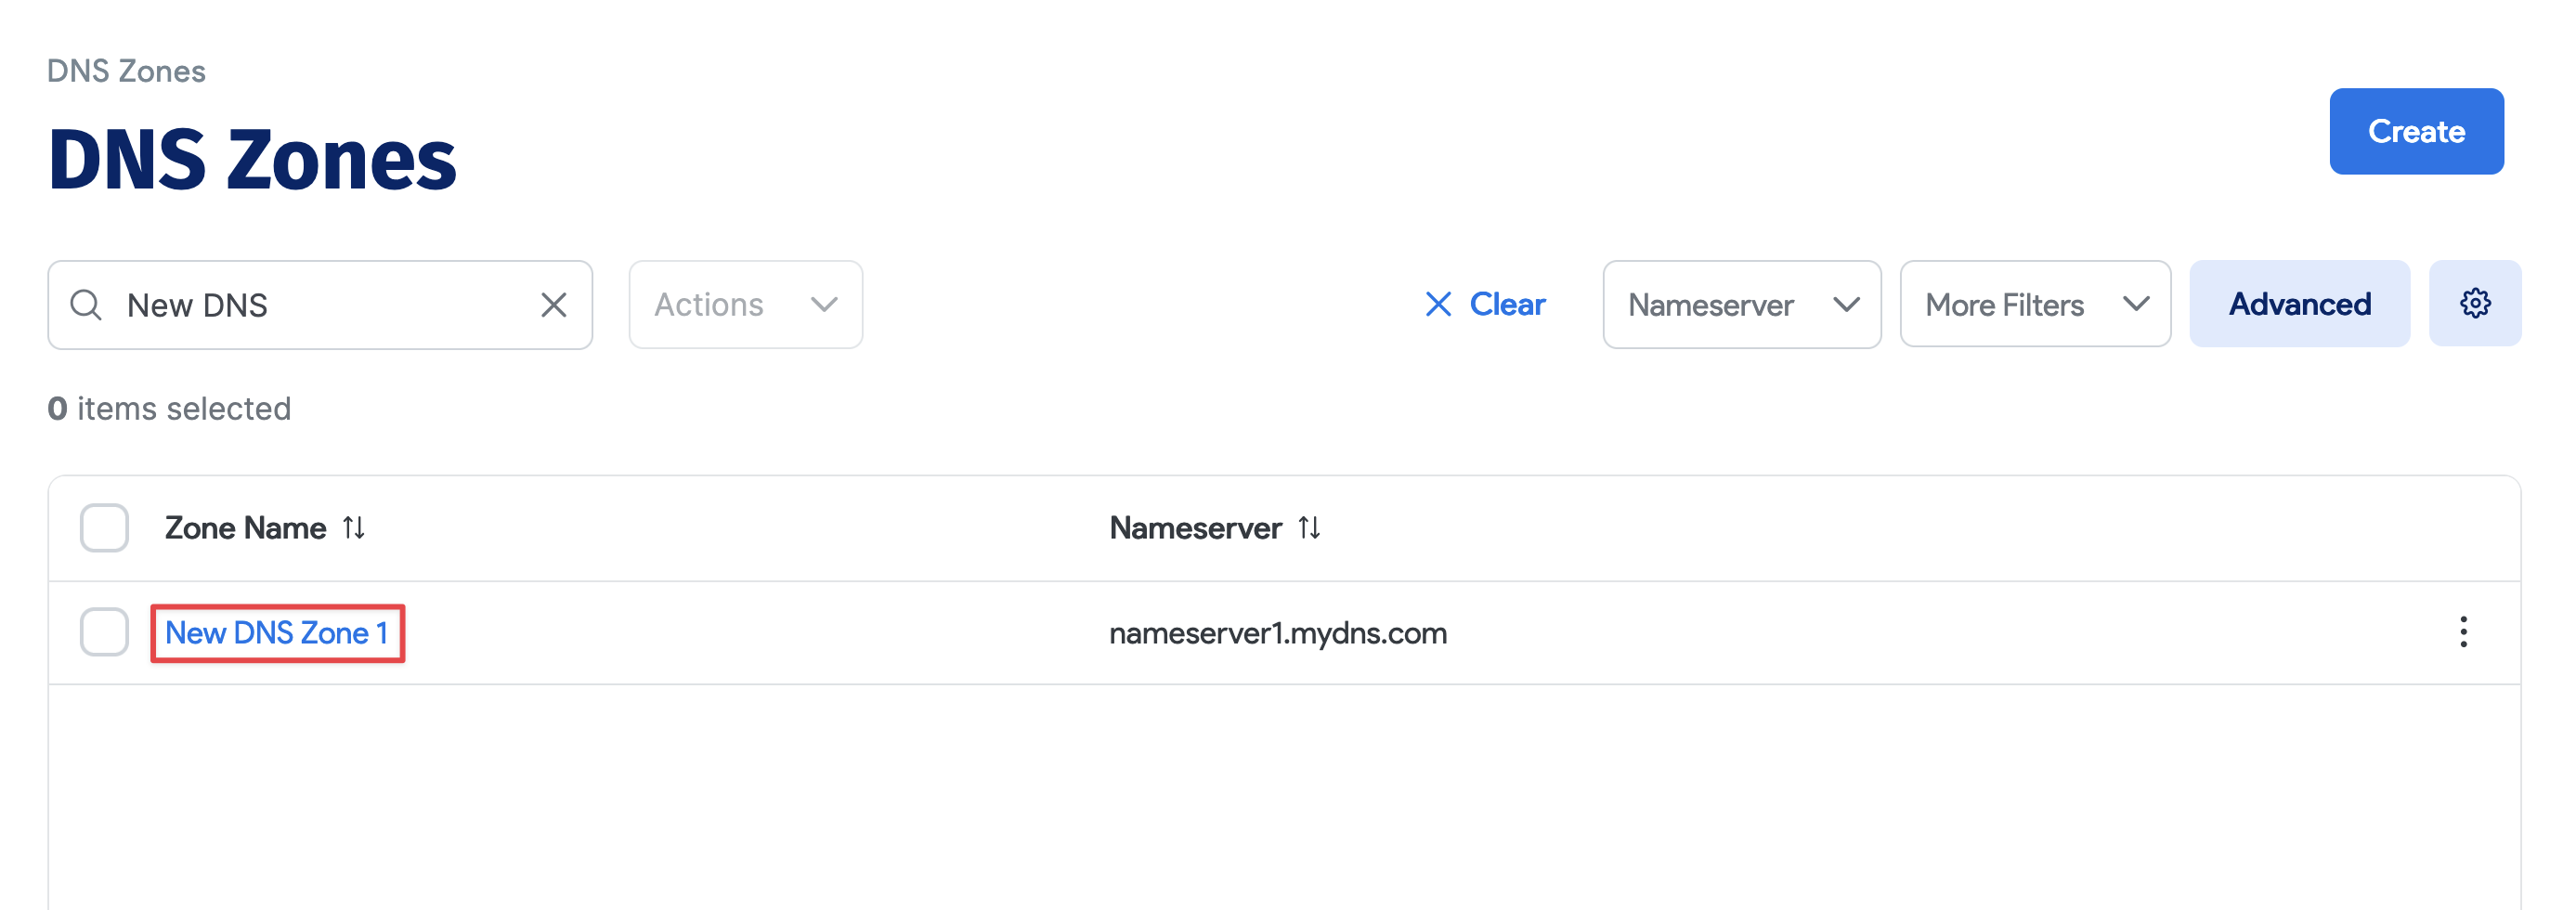 DNS Zones
DNS Zones
Create
New DNS
Actions
Clear
Nameserver
More Filters
Advanced
0 items selected
Zone Name
Nameserver
New DNS Zone 1
nameserver1.mydns.com